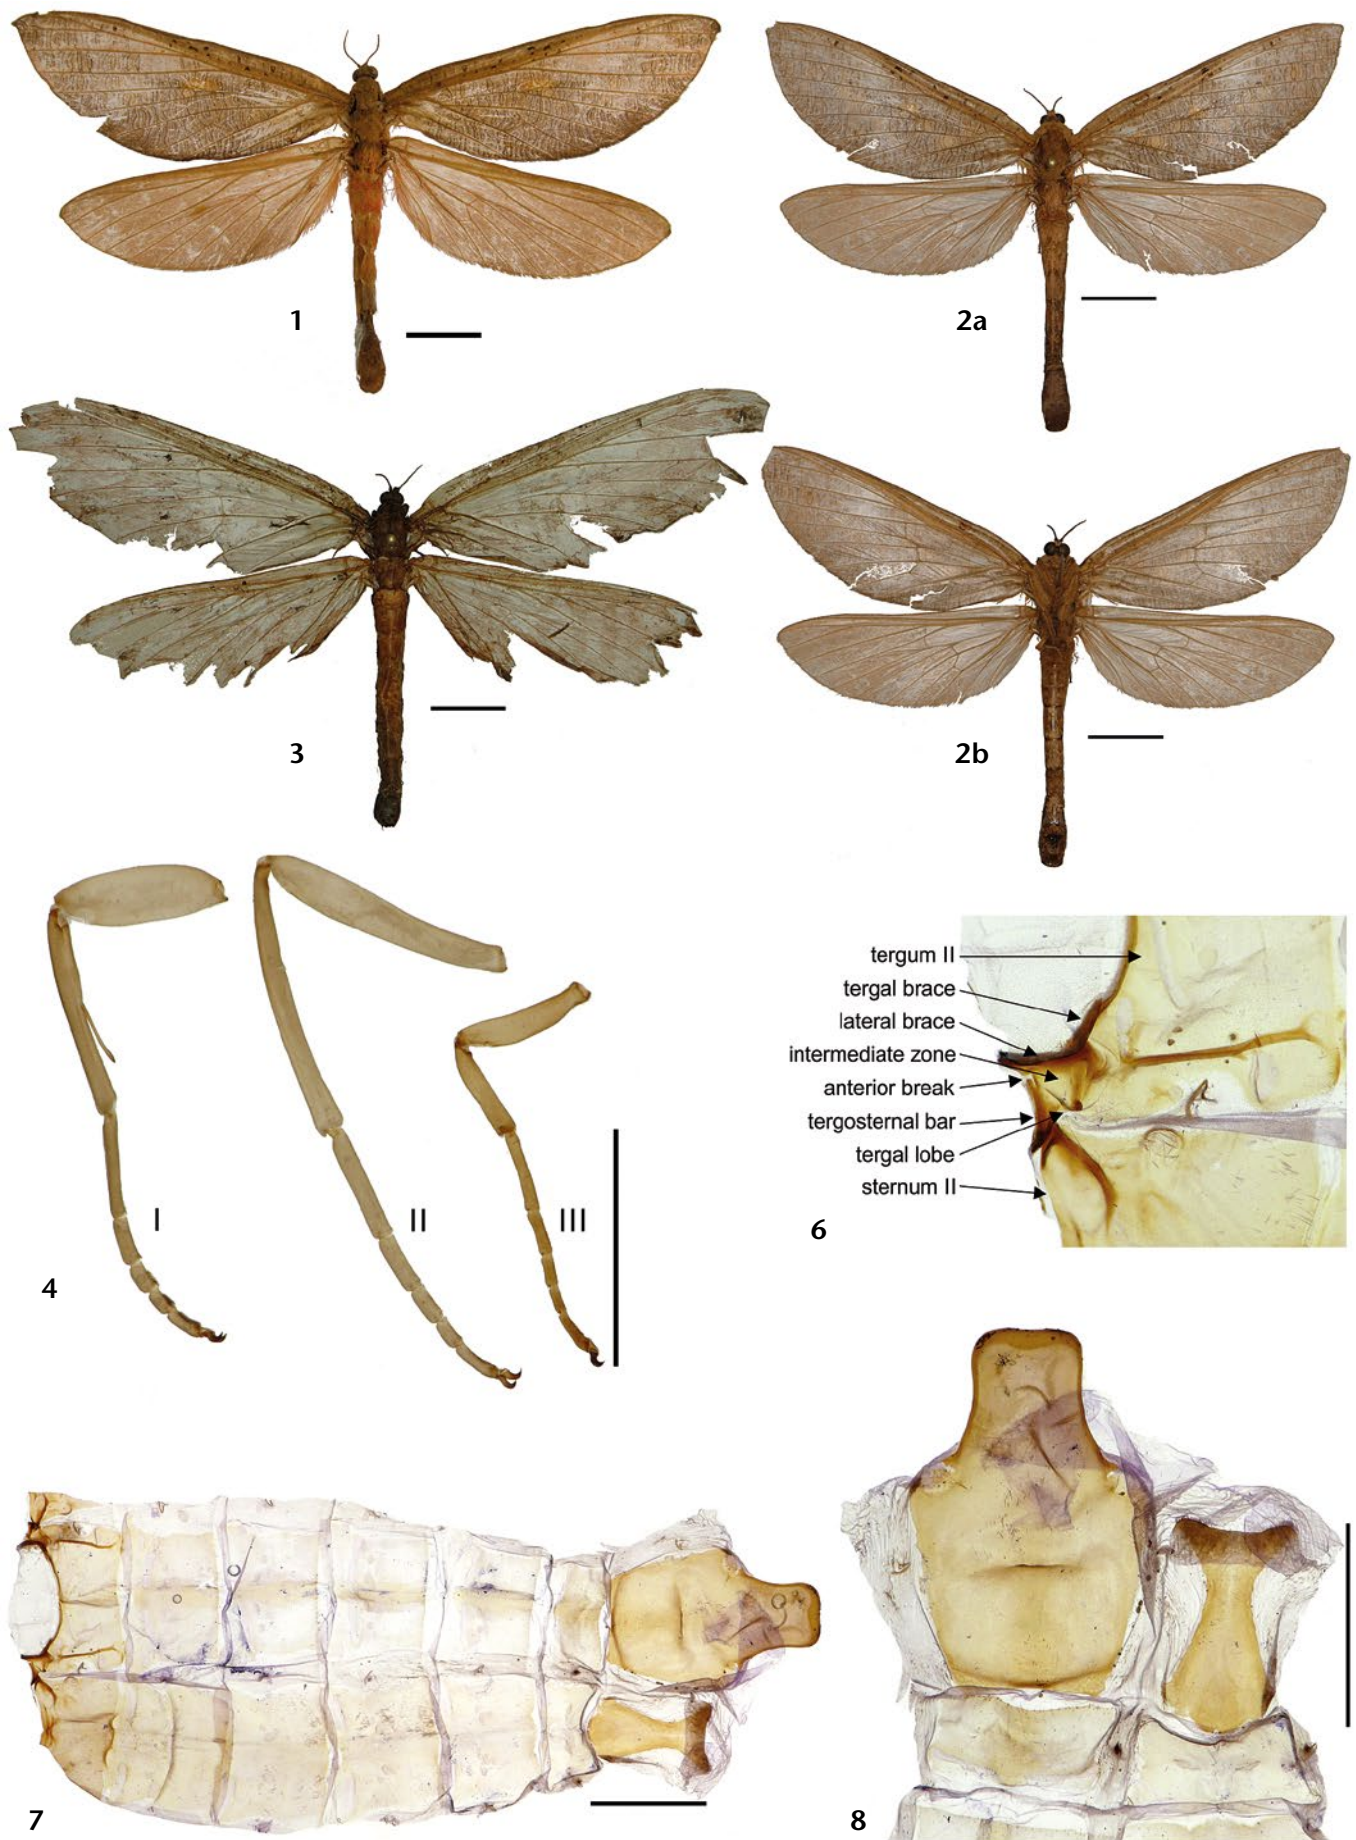 1
2a
3
2b
I
II
III
4
tergum II
tergal brace
lateral brace
intermediate zone
anterior break
tergosternal bar
tergal lobe
sternum II
6
7
8